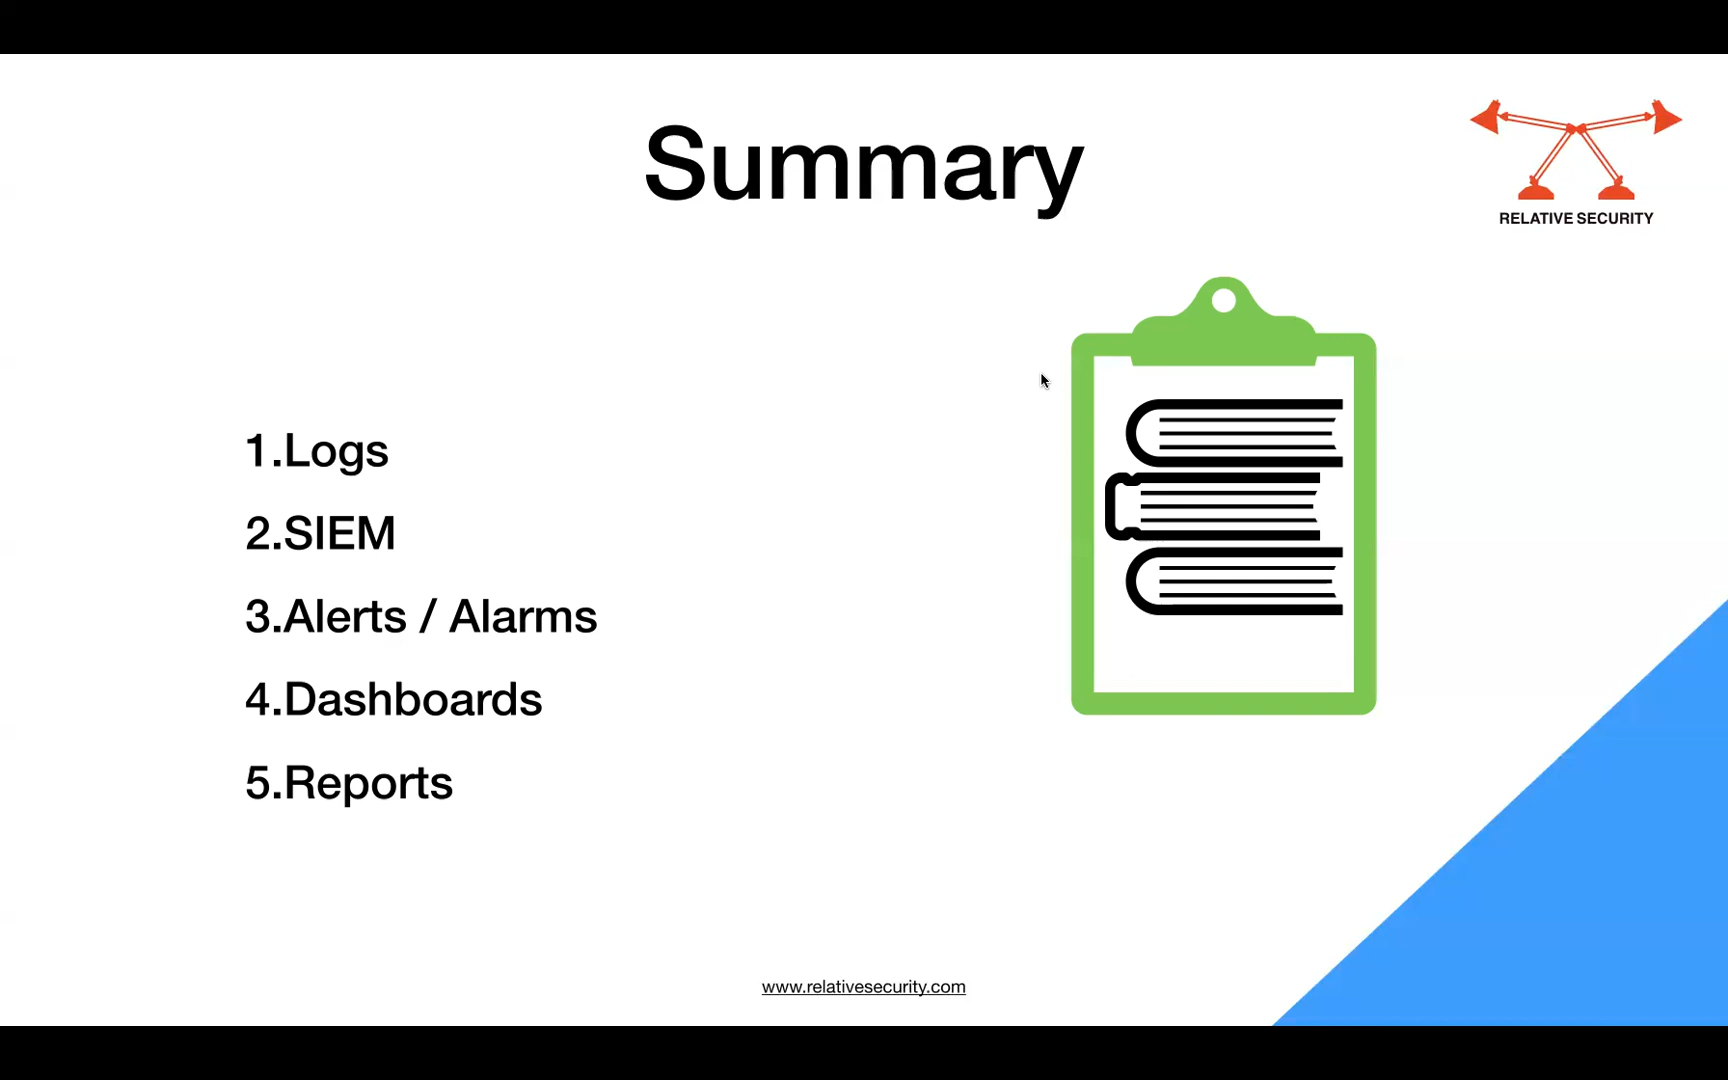 Summary
RELATIVE SECURITY
1.Logs
2.SIEM
3.Alerts / Alarms
4.Dashboards
5.Reports
www.relativesecurity.com